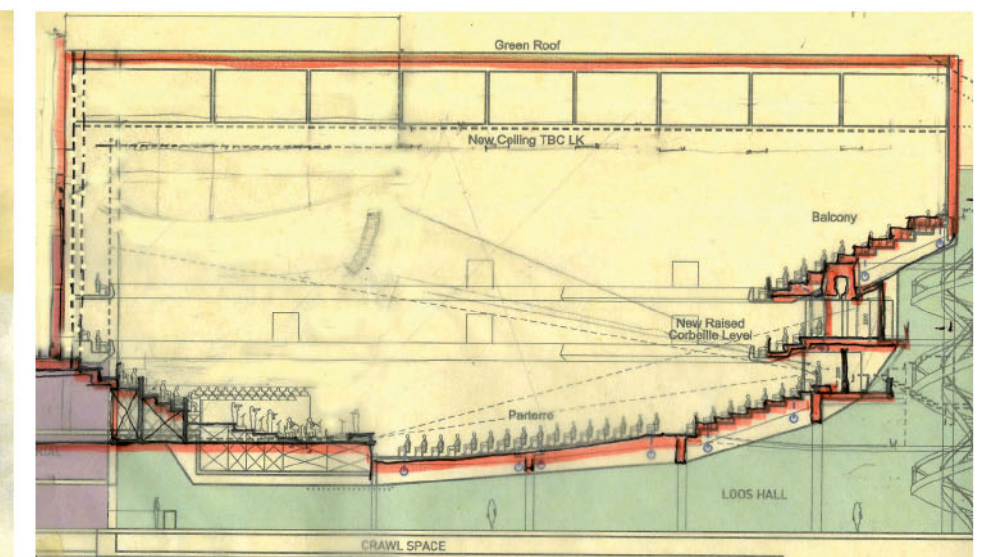 Green Roof
New Ceiling TBC LK
Balcony
New Raised
Corbeille Level
Parterre
LOOS HALL
CRAWL SPACE